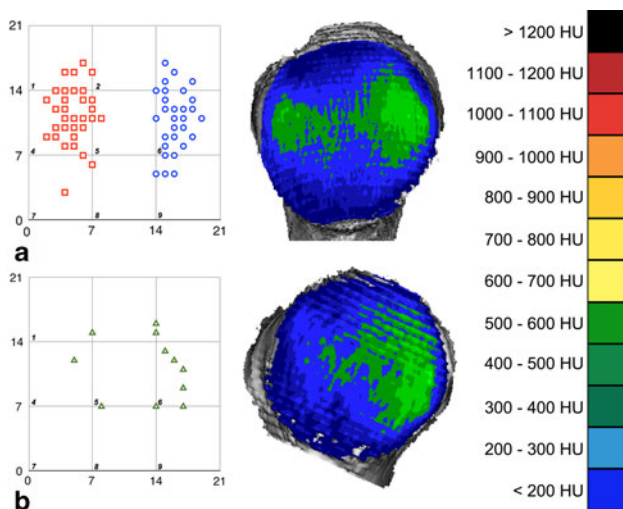 21
14
7
0
0 7 14 21
1 2
4 5 6
7 8 9
a
21
14
7
0
0 7 14 21
1
4 5 6
7 8 9
b
> 1200 HU
1100 - 1200 HU
1000 - 1100 HU
900 - 1000 HU
800 - 900 HU
700 - 800 HU
600 - 700 HU
500 - 600 HU
400 - 500 HU
300 - 400 HU
200 - 300 HU
< 200 HU